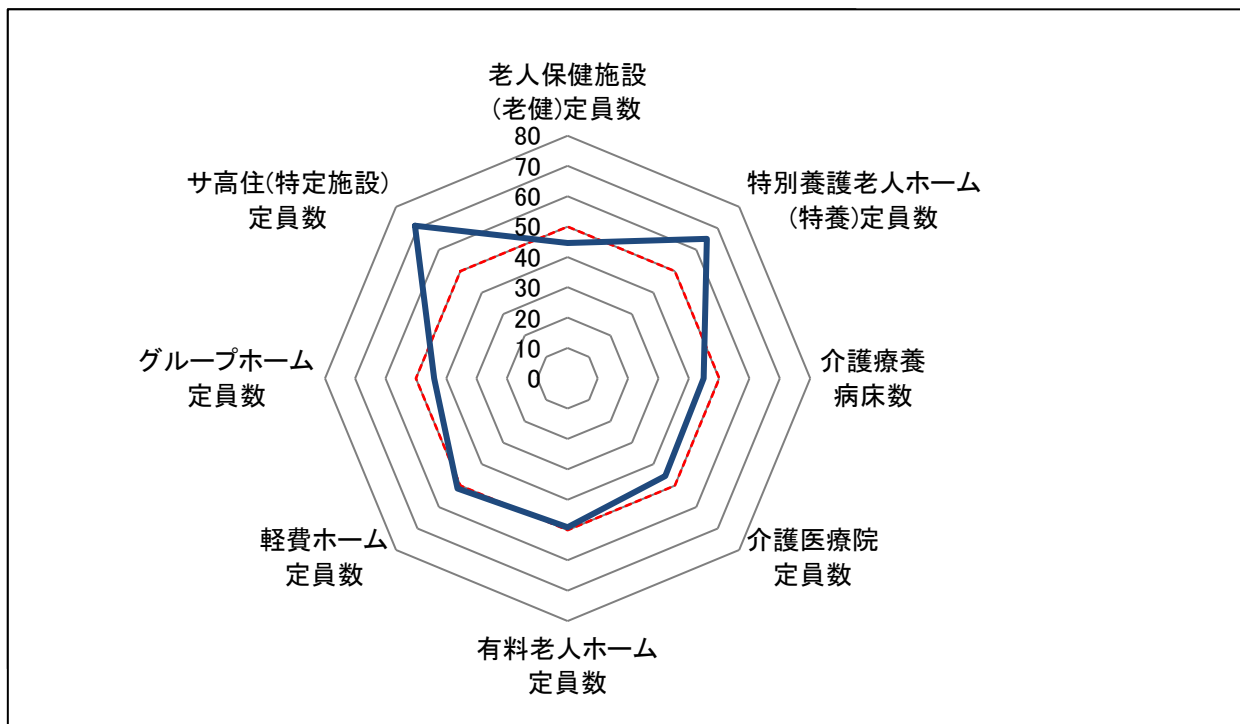 老人保健施設
(老健)定員数
特別養護老人ホーム
(特養)定員数
介護療養
病床数
介護医療院
定員数
有料老人ホーム
定員数
軽費ホーム
定員数
グループホーム
定員数
サ高住(特定施設)
定員数
80
70
60
50
40
30
20
10
0